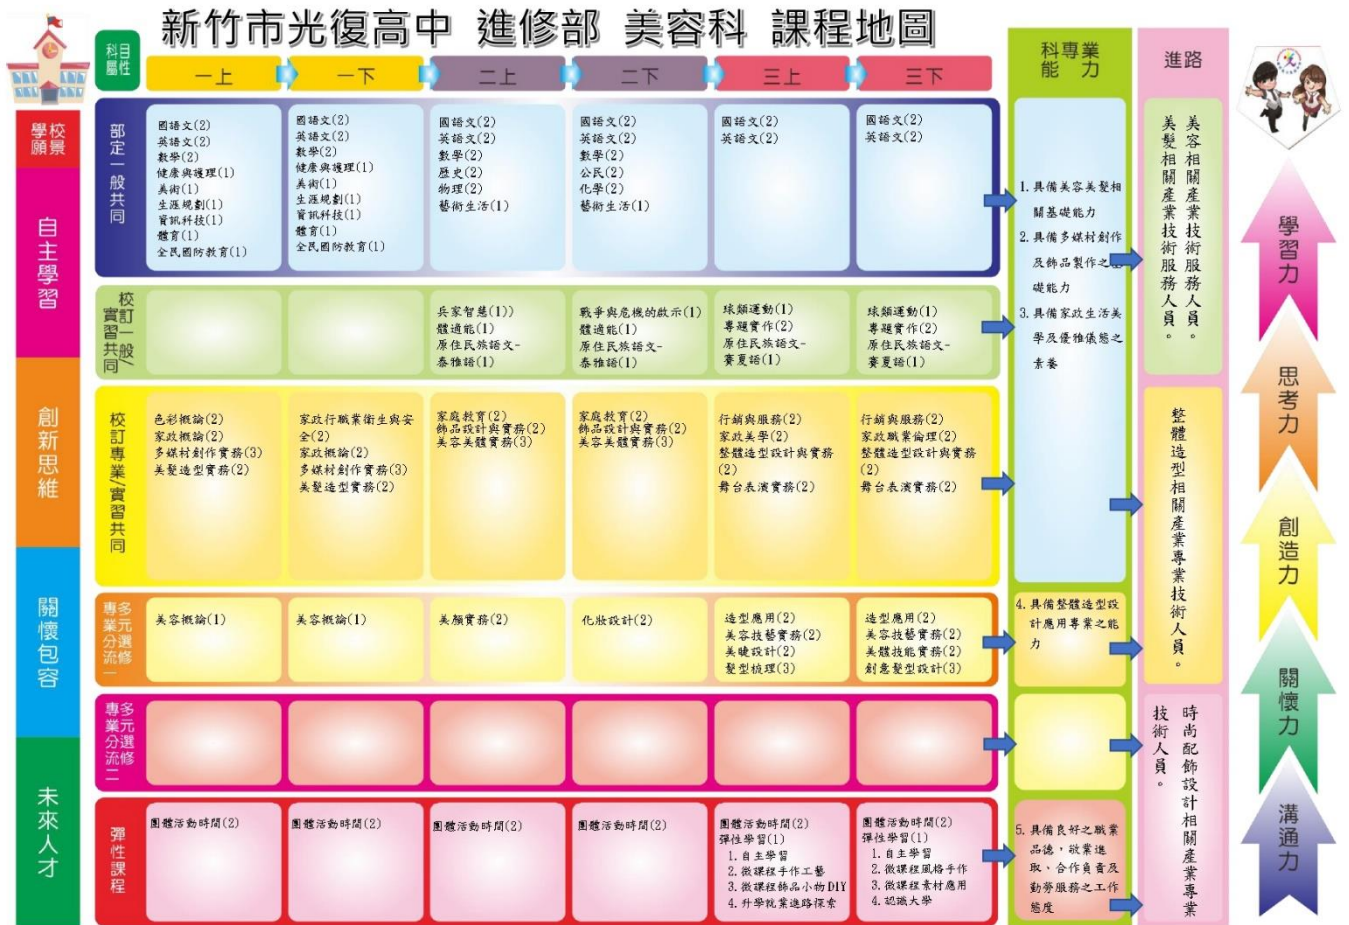 新竹市光復高中 進修部 美容科 課程地圖
科目
屬性
一上
一下
二上
二下
三上
三下
科專業
能力
進路
學校
願景
自主學習
創新思維
關懷包容
未來人才
部定一般共同
國語文(2)
英語文(2)
數學(2)
健康與護理(1)
美術(1)
生涯規劃(1)
資訊科技(1)
體育(1)
全民國防教育(1)
國語文(2)
英語文(2)
數學(2)
健康與護理(1)
美術(1)
生涯規劃(1)
資訊科技(1)
體育(1)
全民國防教育(1)
國語文(2)
英語文(2)
數學(2)
歷史(2)
物理(2)
藝術生活(1)
國語文(2)
英語文(2)
數學(2)
公民(2)
化學(2)
藝術生活(1)
國語文(2)
英語文(2)
國語文(2)
英語文(2)
校訂一般/
實習共同
兵家智慧(1))
體適能(1)
原住民族語文-
泰雅語(1)
戰爭與危機的啟示(1)
體適能(1)
原住民族語文-
泰雅語(1)
球類運動(1)
專題實作(2)
原住民族語文-
賽夏語(1)
球類運動(1)
專題實作(2)
原住民族語文-
賽夏語(1)
校訂專業/實習共同
色彩概論(2)
家政概論(2)
多媒材創作實務(3)
美髮造型實務(2)
家政行職業衛生與安
全(2)
家政概論(2)
多媒材創作實務(3)
美髮造型實務(2)
家庭教育(2)
飾品設計與實務(2)
美容美體實務(3)
家庭教育(2)
飾品設計與實務(2)
美容美體實務(3)
行銷與服務(2)
家政美學(2)
整體造型設計與實務
(2)
舞台表演實務(2)
行銷與服務(2)
家政職業倫理(2)
整體造型設計與實務
(2)
舞台表演實務(2)
多元選修
專業分流一
美容概論(1)
美容概論(1)
美顏實務(2)
化妝設計(2)
造型應用(2)
美容技藝實務(2)
美睫設計(2)
髮型梳理(3)
造型應用(2)
美容技藝實務(2)
美體技能實務(2)
創意髮型設計(3)
多元選修
專業分流二
彈性課程
團體活動時間(2)
團體活動時間(2)
團體活動時間(2)
團體活動時間(2)
團體活動時間(2)
彈性學習(1)
1. 自主學習
2. 微課程手作工藝
3. 微課程飾品小物DIY
4. 升學就業進路探索
團體活動時間(2)
彈性學習(1)
1. 自主學習
2. 微課程風格手作
3. 微課程素材應用
4. 認識大學
1. 具備美容美髮相
關基礎能力
2. 具備多媒材創作
及飾品製作之基
礎能力
3. 具備家政生活美
學及優雅儀態之
素養
4. 具備整體造型設
計應用專業之能
力
5. 具備良好之職業
品德，敬業進
取、合作負責及
勤勞服務之工作
態度
美容相關產業技術服務人員。
美髮相關產業技術服務人員。
整體造型相關產業專業技術人員。
時尚配飾設計相關產業專業
技術人員。
學習力
思考力
創造力
關懷力
溝通力